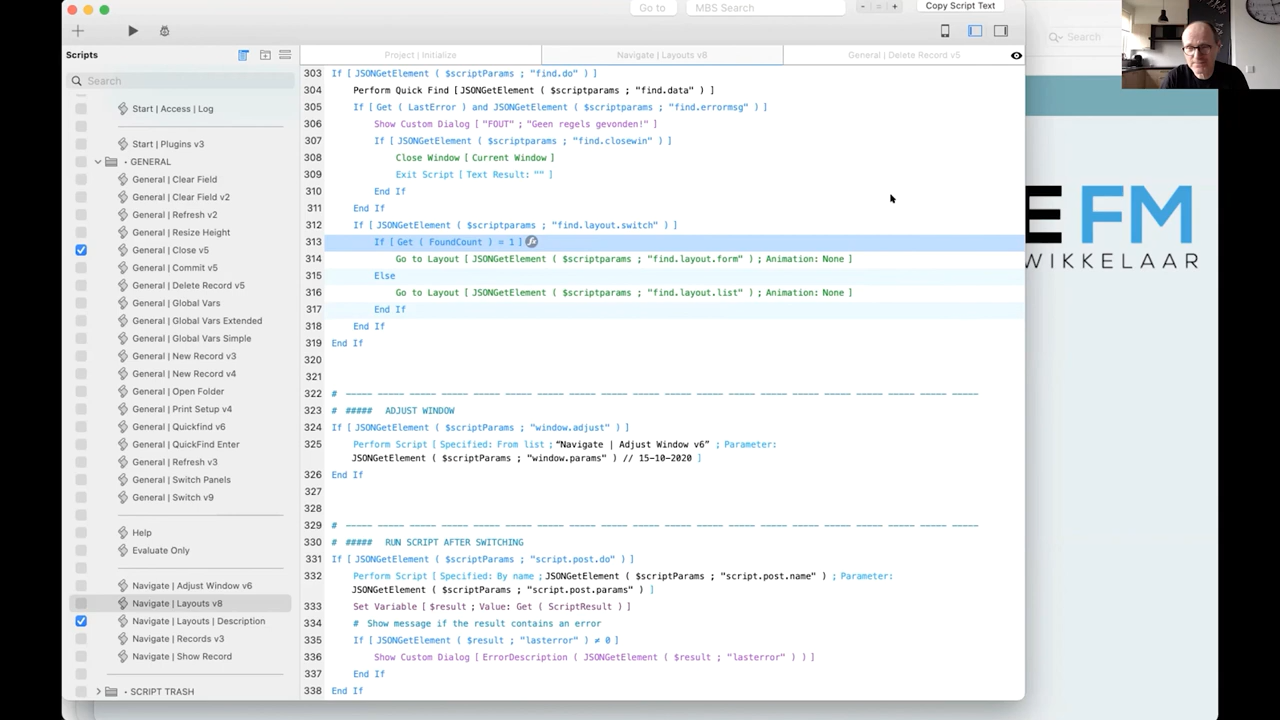 Go to
MBS Search
- = +
Copy Script Text
Scripts
Project | Initialize
Navigate | Layouts v8
General | Delete Record v5
Search
Search
Start | Access | Log
Start | Plugins v3
• GENERAL
General | Clear Field
General | Clear Field v2
General | Refresh v2
General | Resize Height
General | Close v5
General | Commit v5
General | Delete Record v5
General | Global Vars
General | Global Vars Extended
General | Global Vars Simple
General | New Record v3
General | New Record v4
General | Open Folder
General | Print Setup v4
General | Quickfind v6
General | QuickFind Enter
General | Refresh v3
General | Switch Panels
General | Switch v9
Help
Evaluate Only
Navigate | Adjust Window v6
Navigate | Layouts v8
Navigate | Layouts | Description
Navigate | Records v3
Navigate | Show Record
• SCRIPT TRASH
303 If [ JSONGetElement ( $scriptParams ; "find.do" ) ]
304 Perform Quick Find [ JSONGetElement ( $scriptparams ; "find.data" ) ]
305 If [ Get ( LastError ) and JSONGetElement ( $scriptparams ; "find.errormsg" ) ]
306 Show Custom Dialog [ "FOUT" ; "Geen regels gevonden!" ]
307 If [ JSONGetElement ( $scriptparams ; "find.closewin" ) ]
308 Close Window [ Current Window ]
309 Exit Script [ Text Result: "" ]
310 End If
311 End If
312 If [ JSONGetElement ( $scriptparams ; "find.layout.switch" ) ]
313 If [ Get ( FoundCount ) = 1 ]
314 Go to Layout [ JSONGetElement ( $scriptparams ; "find.layout.form" ) ; Animation: None ]
315 Else
316 Go to Layout [ JSONGetElement ( $scriptparams ; "find.layout.list" ) ; Animation: None ]
317 End If
318 End If
319 End If
320
321
322 # ----- ----- ----- ----- ----- ----- ----- ----- ----- ----- ----- ----- ----- ----- ----- ----- ----- ----- ----- -----
323 # ##### ADJUST WINDOW
324 If [ JSONGetElement ( $scriptParams ; "window.adjust" ) ]
325 Perform Script [ Specified: From list ; “Navigate | Adjust Window v6” ; Parameter:
JSONGetElement ( $scriptParams ; "window.params" ) // 15-10-2020 ]
326 End If
327
328
329 # ----- ----- ----- ----- ----- ----- ----- ----- ----- ----- ----- ----- ----- ----- ----- ----- ----- ----- ----- -----
330 # ##### RUN SCRIPT AFTER SWITCHING
331 If [ JSONGetElement ( $scriptParams ; "script.post.do" ) ]
332 Perform Script [ Specified: By name ; JSONGetElement ( $scriptParams ; "script.post.name" ) ; Parameter:
JSONGetElement ( $scriptParams ; "script.post.params" ) ]
333 Set Variable [ $result ; Value: Get ( ScriptResult ) ]
334 # Show message if the result contains an error
335 If [ JSONGetElement ( $result ; "lasterror" ) ≠ 0 ]
336 Show Custom Dialog [ ErrorDescription ( JSONGetElement ( $result ; "lasterror" ) ) ]
337 End If
338 End If
E FM
WIKKELAAR